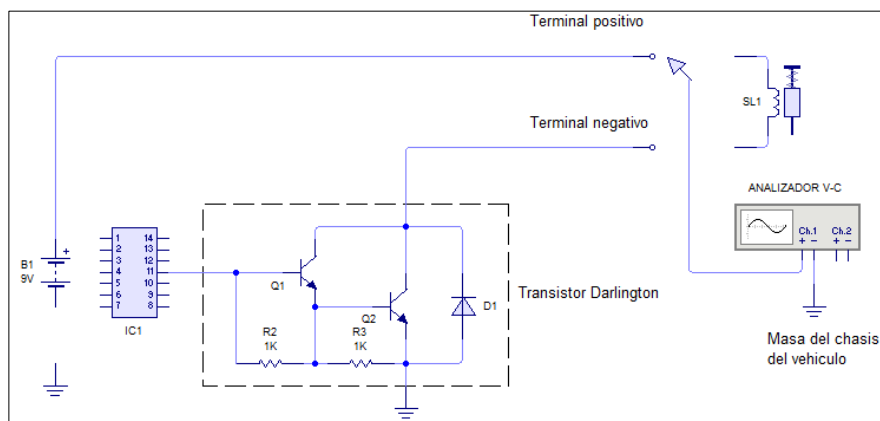 Terminal positivo
SL1
Terminal negativo
ANALIZADOR V-C
Ch.1 Ch.2
+ − + −
B1
9V
+
1 14
2 13
3 12
4 11
5 10
6 9
7 8
IC1
Q1
Q2
D1
R2
1K
R3
1K
Transistor Darlington
Masa del chasis
del vehiculo